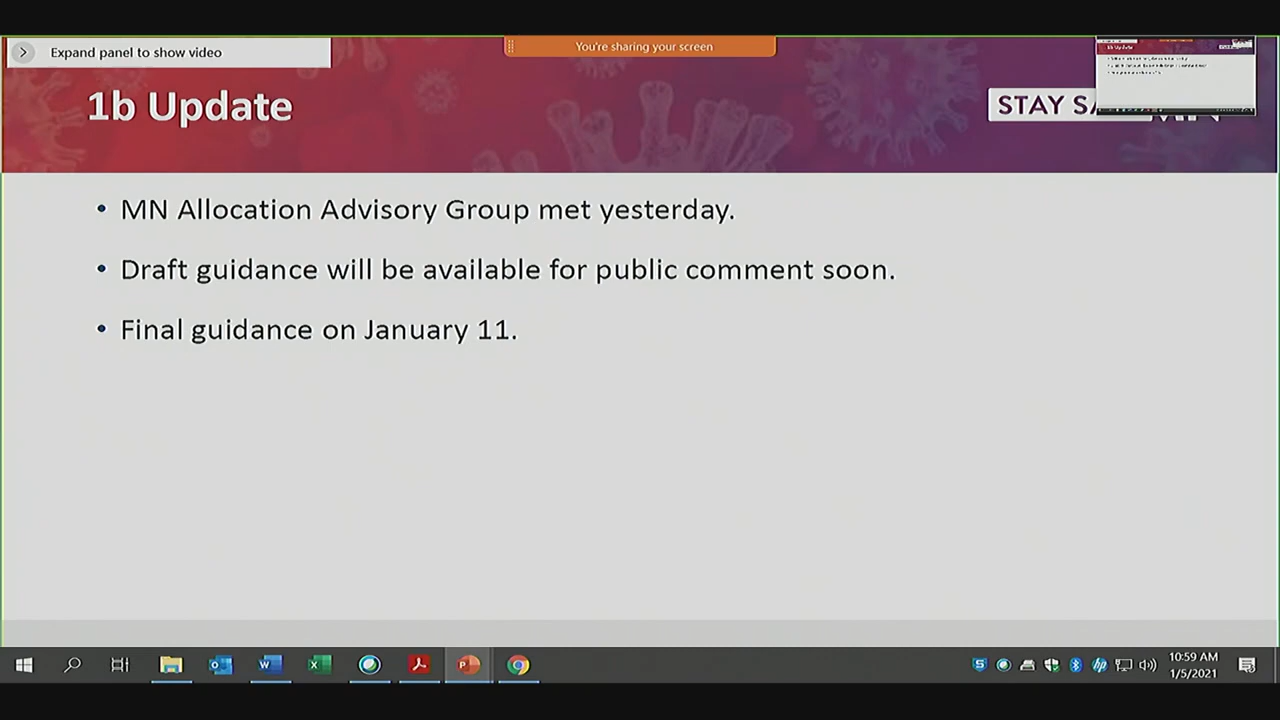 Expand panel to show video
You're sharing your screen
1b Update
STAY
• MN Allocation Advisory Group met yesterday.
• Draft guidance will be available for public comment soon.
• Final guidance on January 11.
10:59 AM
1/5/2021